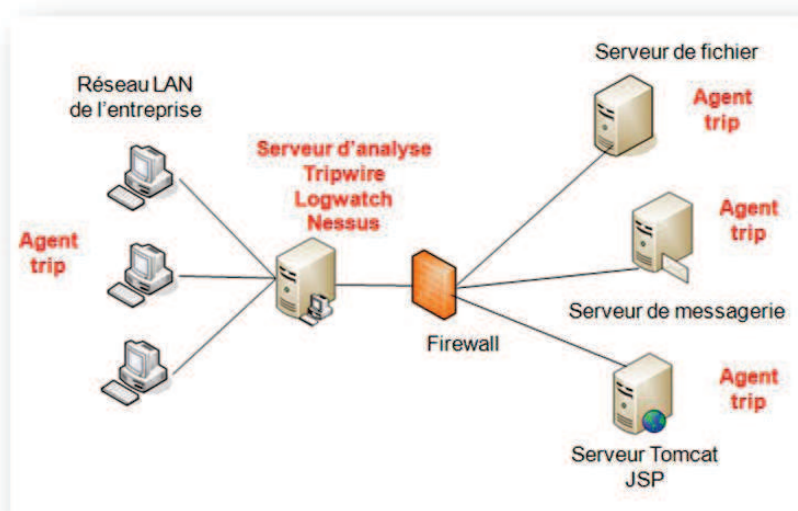 Réseau LAN
de l'entreprise
Agent
trip
Serveur d'analyse
Tripwire
Logwatch
Nessus
Firewall
Serveur de fichier
Agent
trip
Agent
trip
Serveur de messagerie
Agent
trip
Serveur Tomcat
JSP